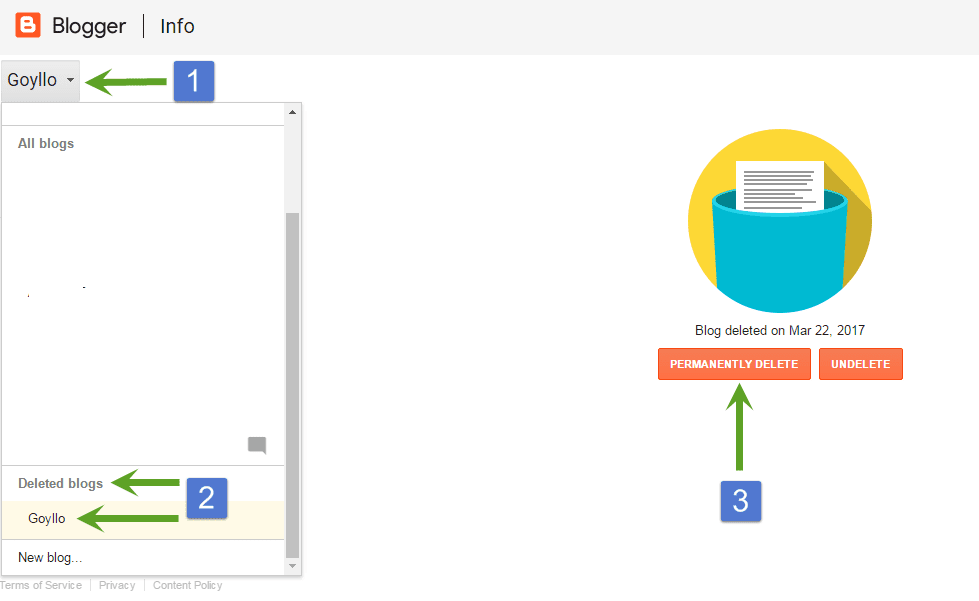 Blogger Info
Goyllo
1
All blogs
Blog deleted on Mar 22, 2017
PERMANENTLY DELETE UNDELETE
Deleted blogs
2
Goyllo
3
New blog...
Terms of Service Privacy Content Policy